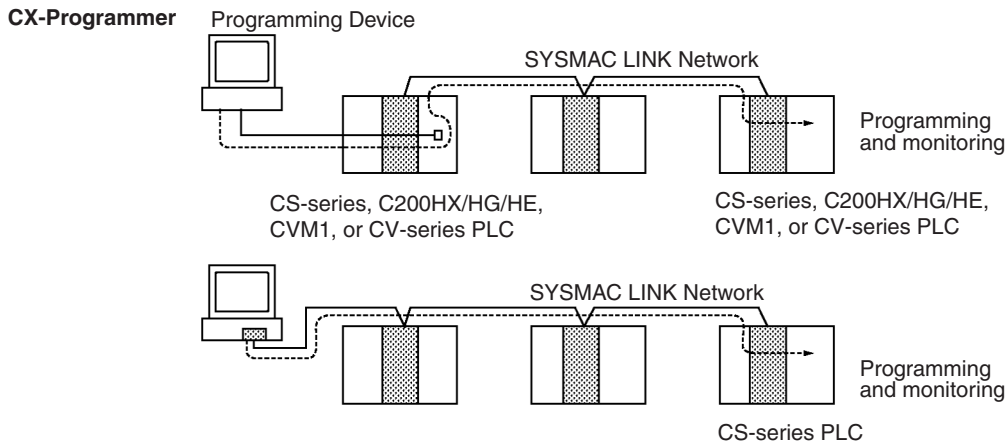 CX-Programmer
Programming Device
SYSMAC LINK Network
Programming
and monitoring
CS-series, C200HX/HG/HE,
CVM1, or CV-series PLC
CS-series, C200HX/HG/HE,
CVM1, or CV-series PLC
SYSMAC LINK Network
Programming
and monitoring
CS-series PLC